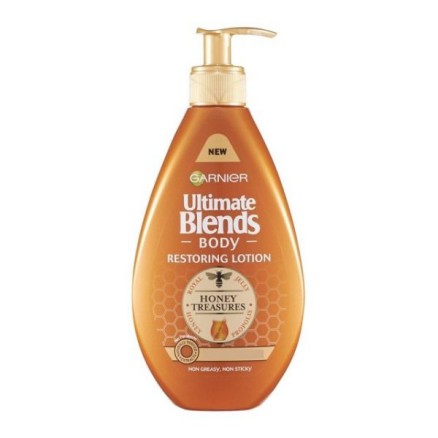 NEW
GARNIER
Ultimate
Blends
BODY
RESTORING LOTION
ROYAL JELLY
HONEY
TREASURES
HONEY
PROPOLIS
NON GREASY, NON STICKY